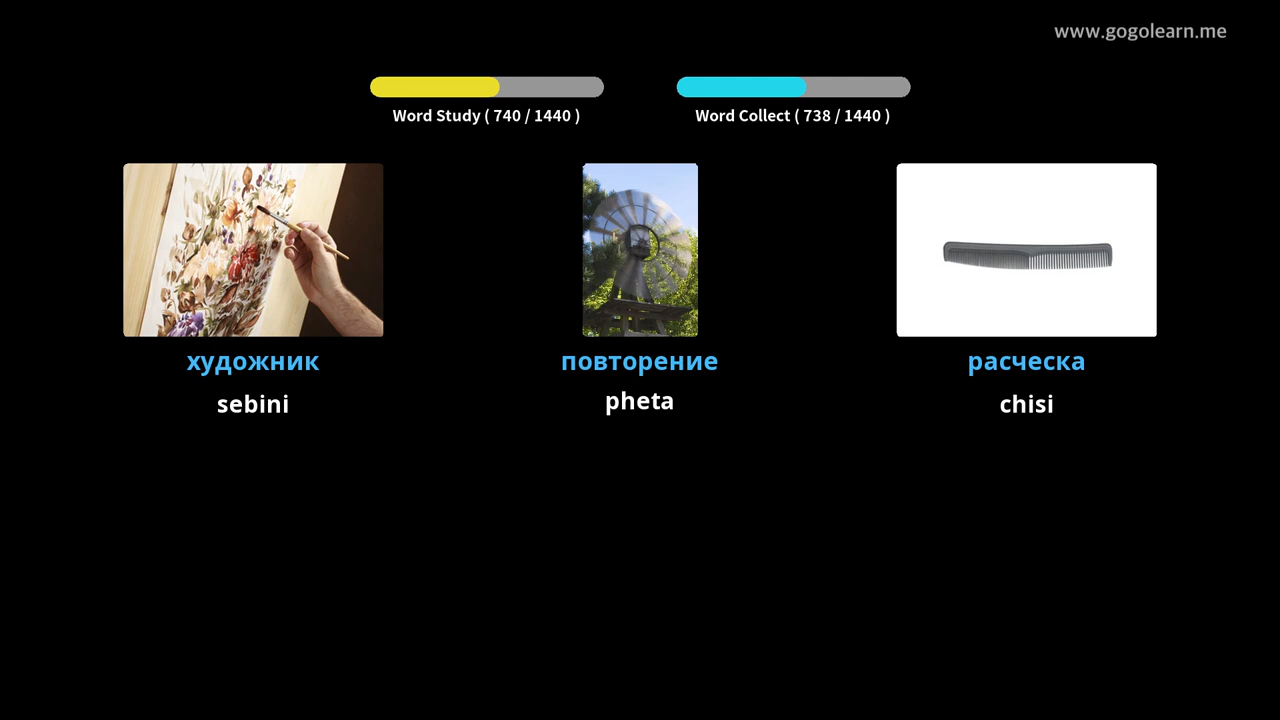 www.gogolearn.me
Word Study ( 740 / 1440 )
Word Collect ( 738 / 1440 )
художник
повторение
расческа
sebini
pheta
chisi